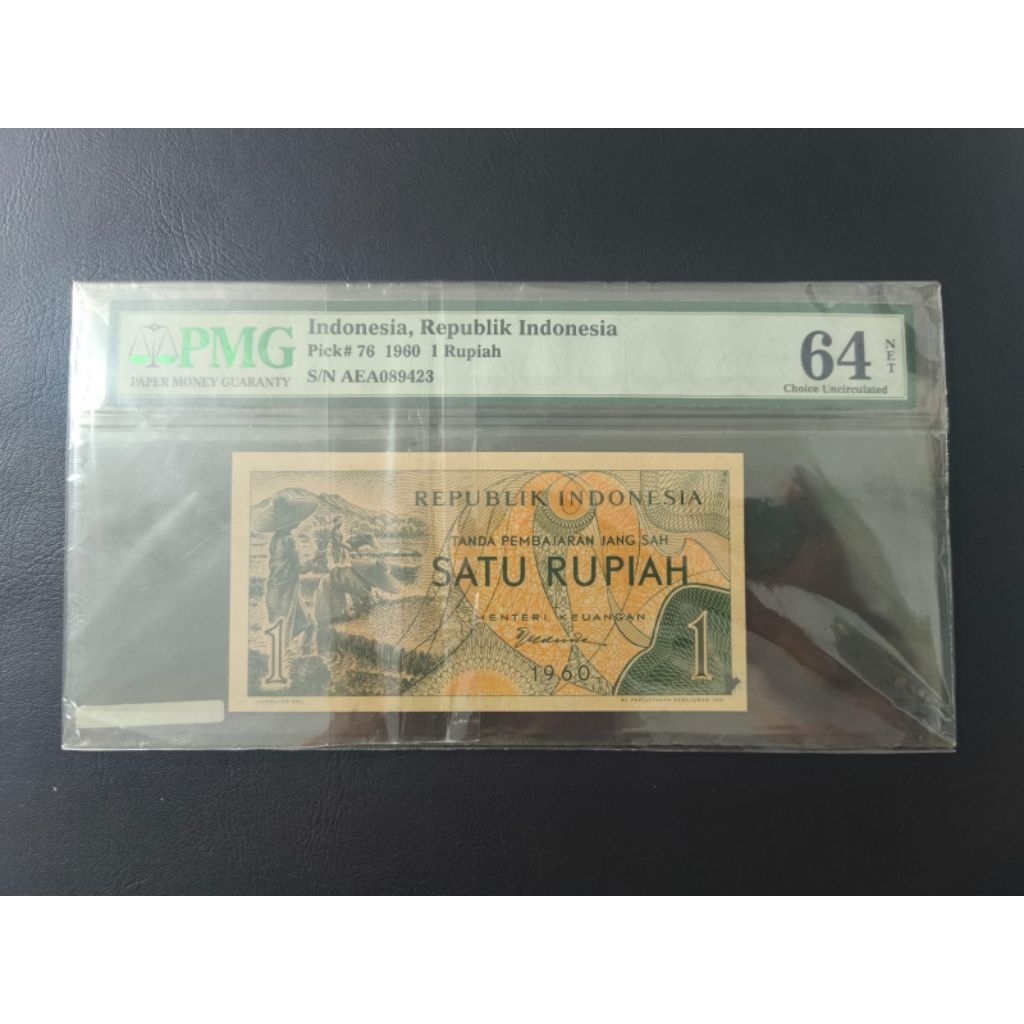 PMG
PAPER MONEY GUARANTY
Indonesia, Republik Indonesia
Pick# 76 1960 1 Rupiah
S/N AEA089423
64 NET
Choice Uncirculated
REPUBLIK INDONESIA
TANDA PEMBAJARAN JANG SAH
SATU RUPIAH
MENTERI KEUANGAN
1960
1
1